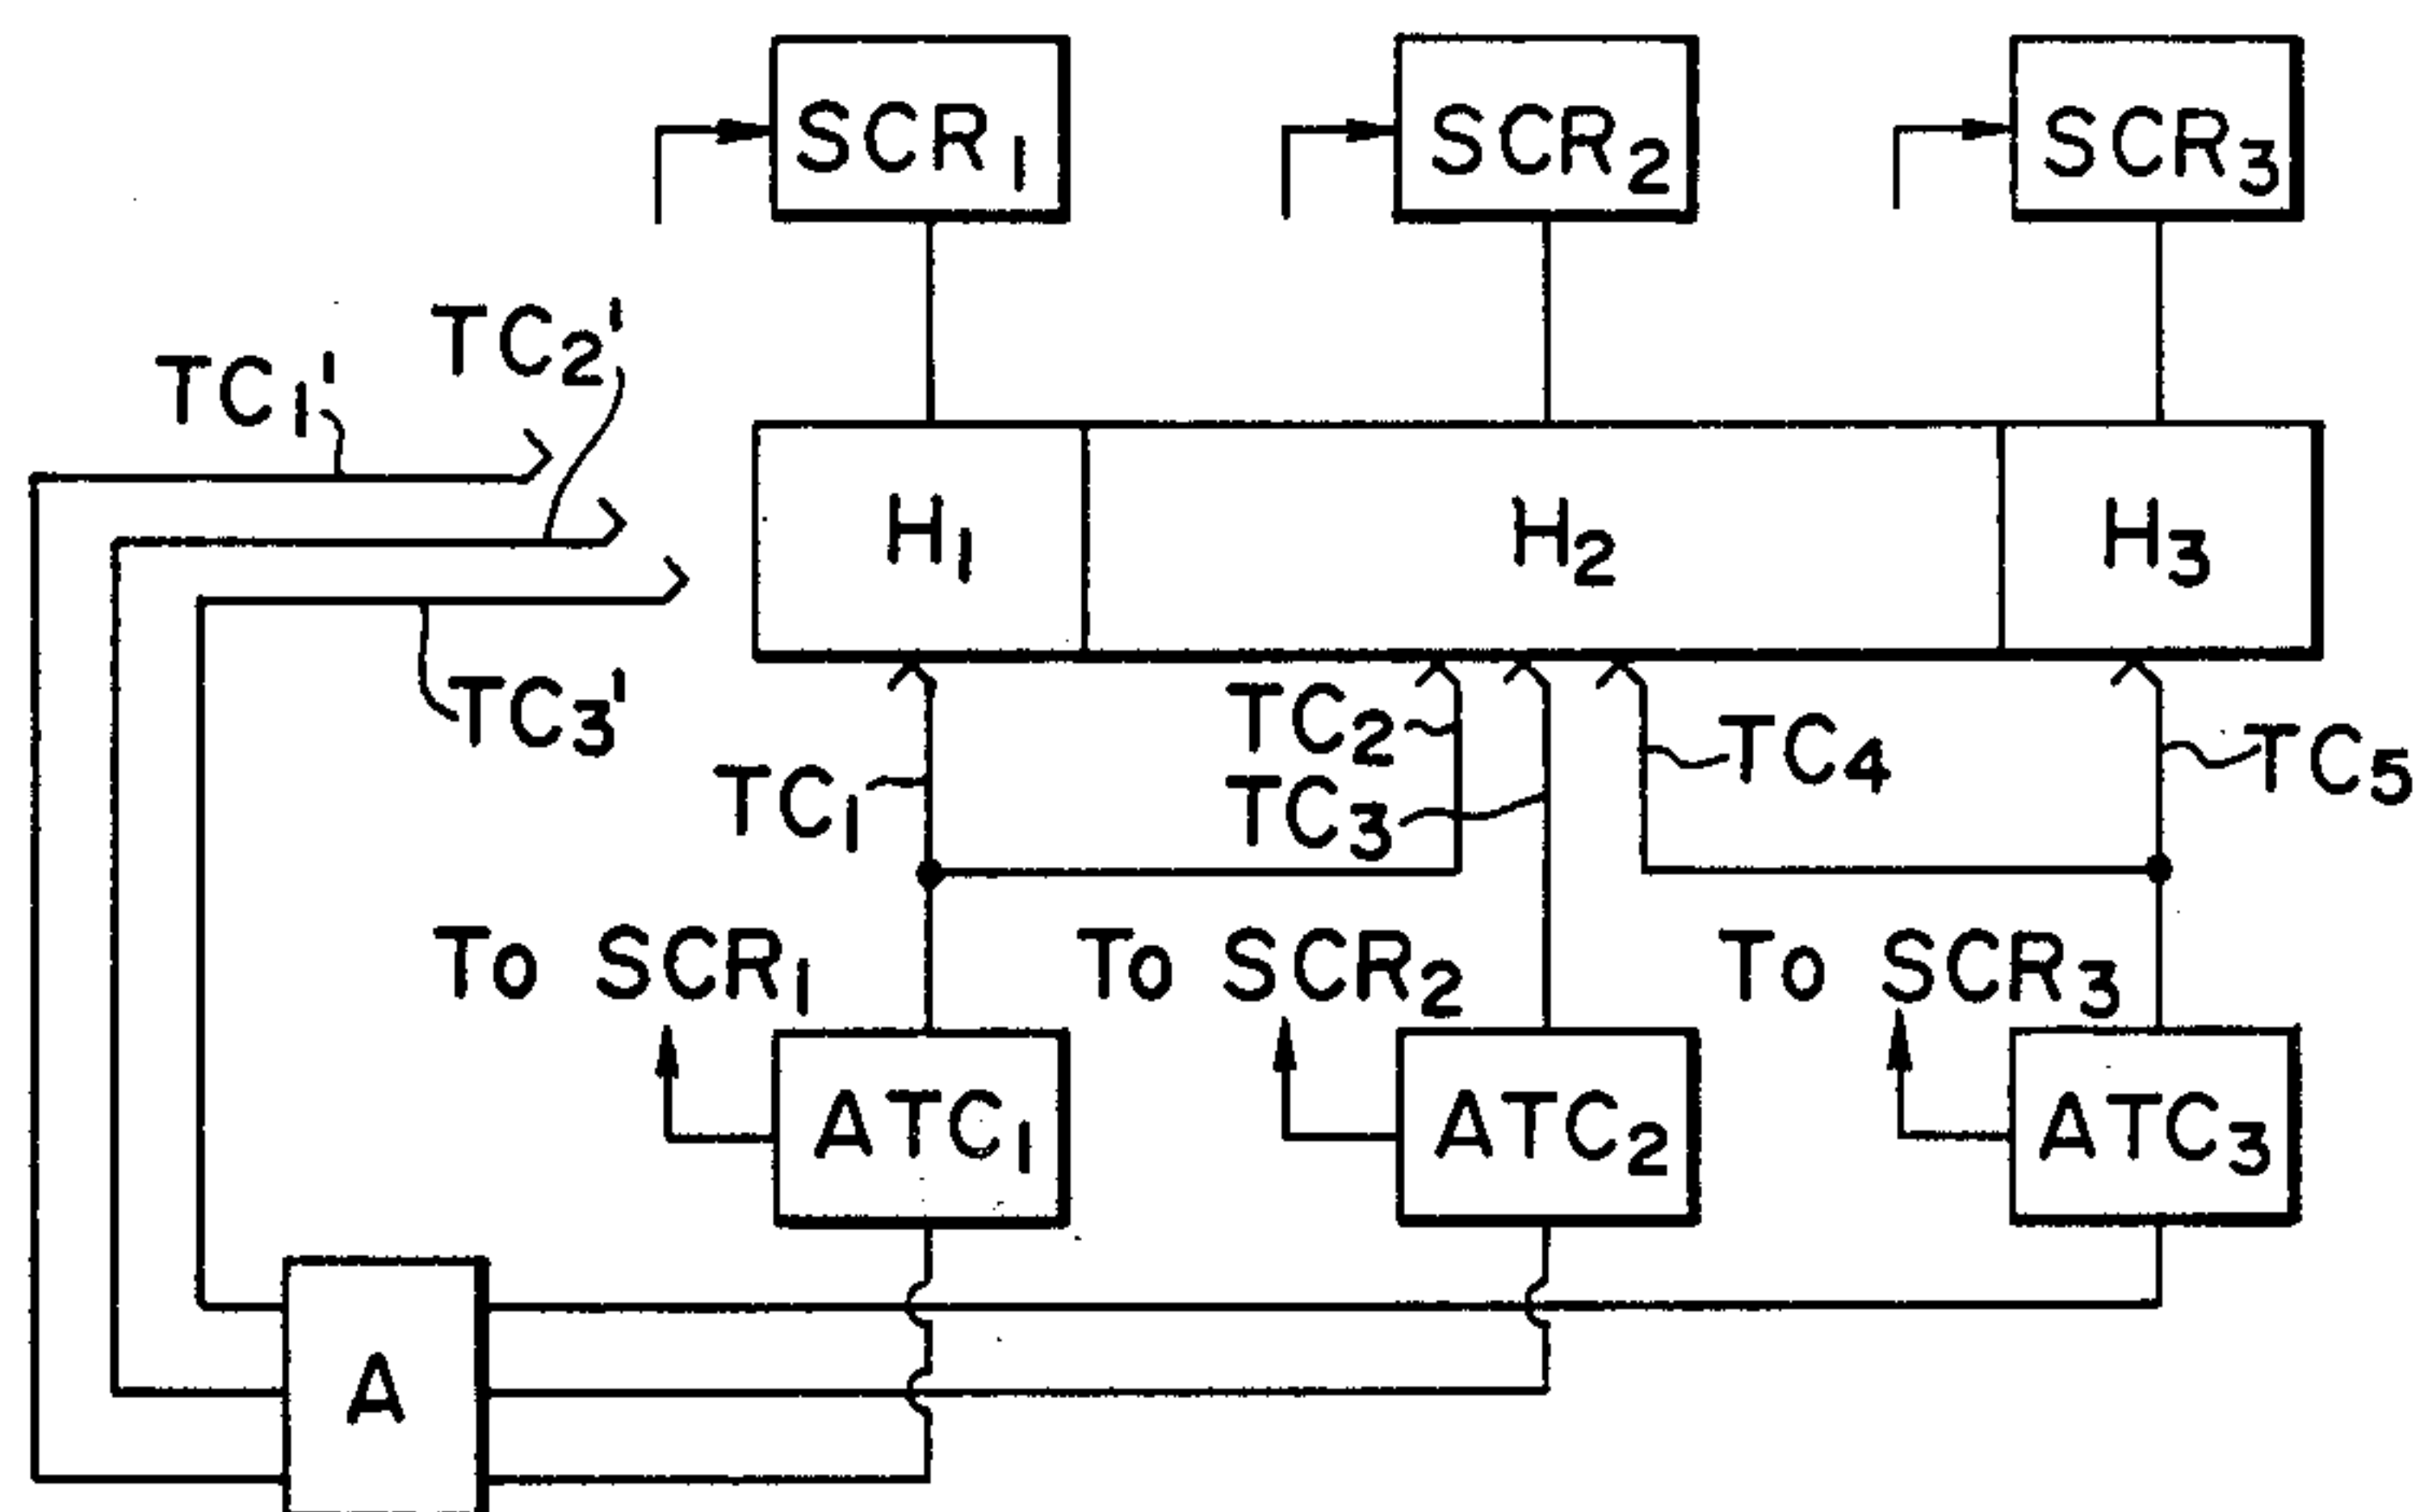 SCR1 SCR2 SCR3
TC1' TC2'
H1 H2 H3
TC3'
TC1 TC2 TC4 TC5
TC3
To SCR1 To SCR2 To SCR3
ATC1 ATC2 ATC3
A